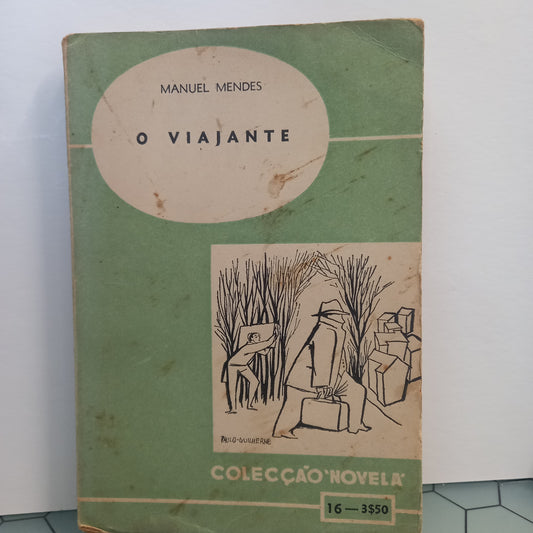 MANUEL MENDES
O VIAJANTE
PAULO-GUILHERME
COLECÇÃO "NOVELA"
16 — 3$50